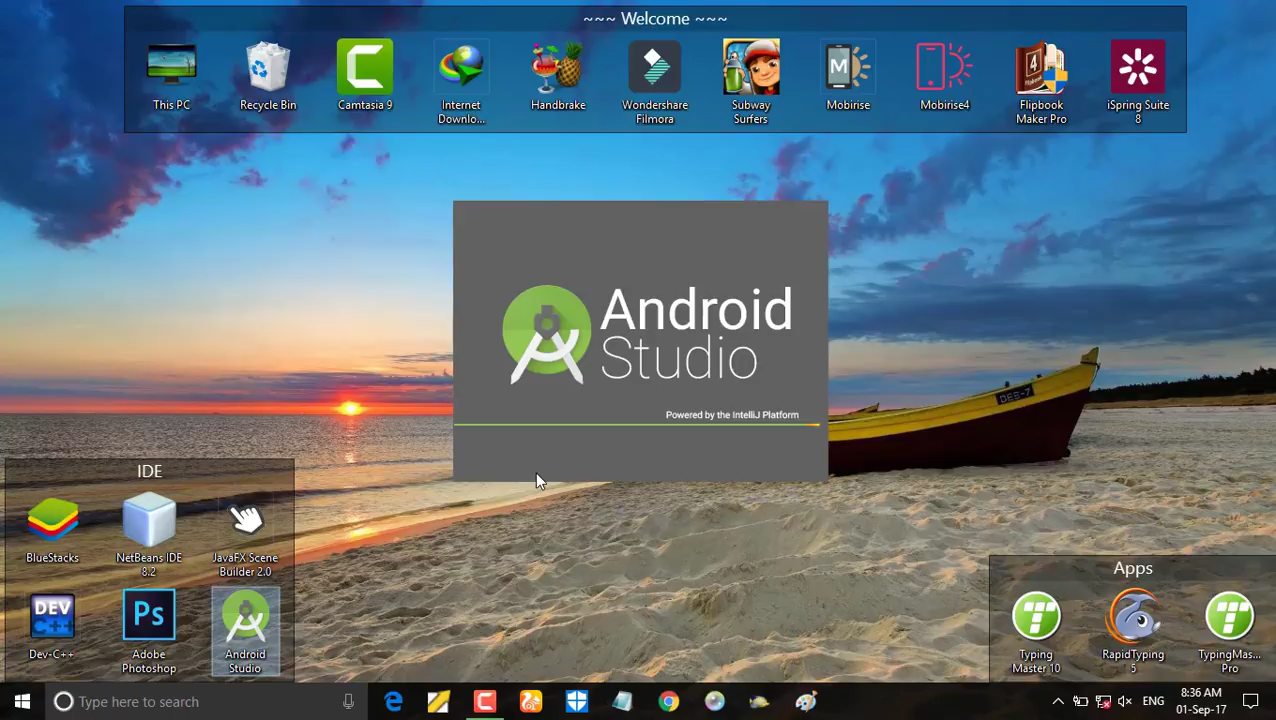 ~~~ Welcome ~~~
This PC
Recycle Bin
Camtasia 9
Internet
Downlo...
Handbrake
Wondershare
Filmora
Subway
Surfers
M
Mobirise
Mobirise4
4
Flipbook
Maker Pro
iSpring Suite
8
Android
Studio
Powered by the IntelliJ Platform
DES-7
IDE
BlueStacks
NetBeans IDE
8.2
JavaFX Scene
Builder 2.0
DEV
C++
Dev-C++
Ps
Adobe
Photoshop
Android
Studio
Apps
Typing
Master 10
RapidTyping
5
TypingMas...
Pro
Type here to search
ENG
8:36 AM
01-Sep-17